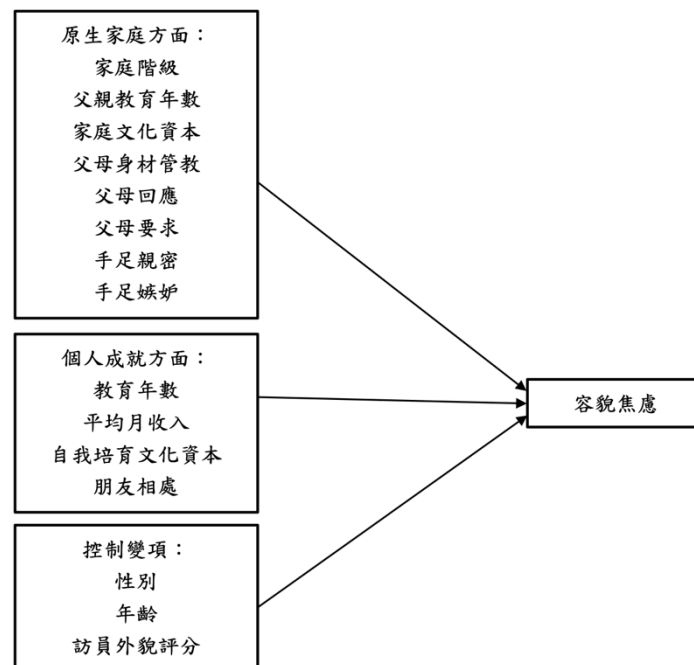 原生家庭方面：
家庭階級
父親教育年數
家庭文化資本
父母身材管教
父母回應
父母要求
手足親密
手足嫉妒
個人成就方面：
教育年數
平均月收入
自我培育文化資本
朋友相處
控制變項：
性別
年齡
訪員外貌評分
容貌焦慮